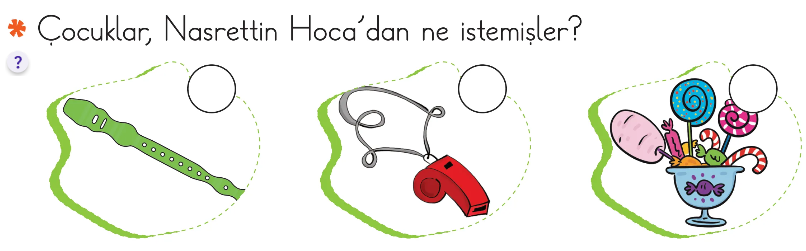 Çocuklar, Nasrettin Hoca'dan ne istemişler?
?